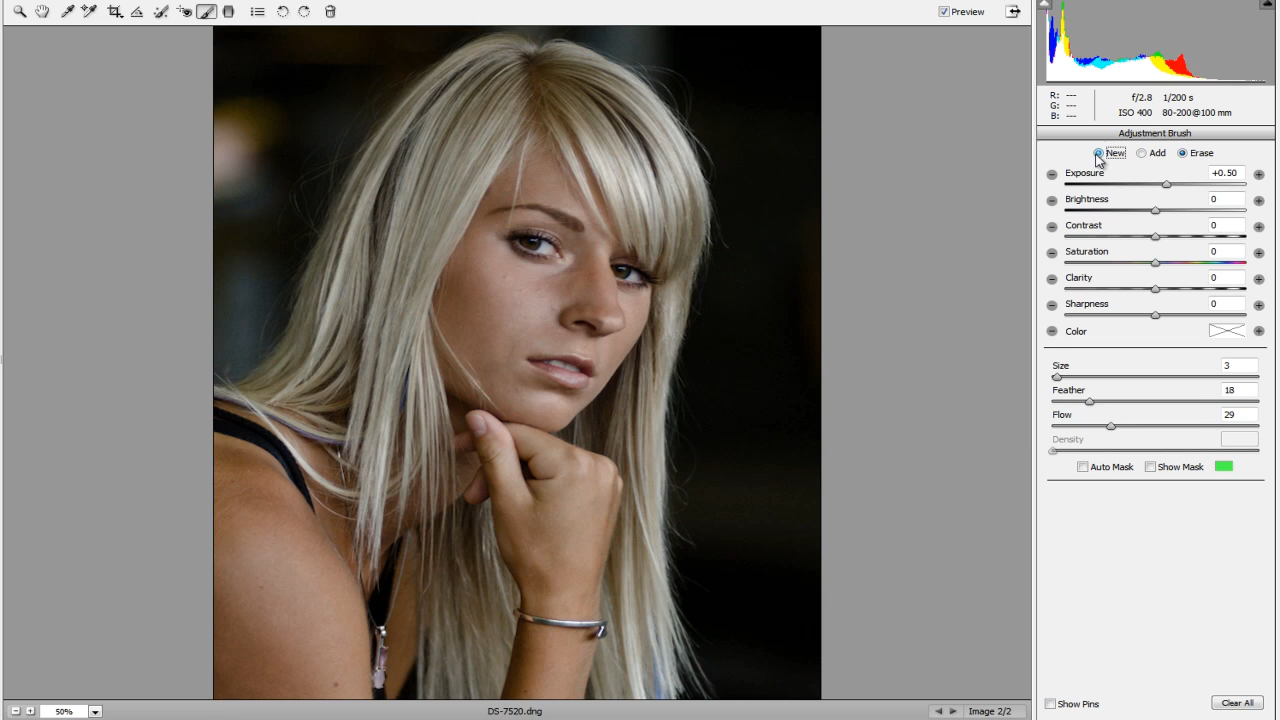 Preview
R: ---
G: ---
B: ---
f/2.8 1/200 s
ISO 400 80-200@100 mm
Adjustment Brush
New Add Erase
Exposure +0.50
Brightness 0
Contrast 0
Saturation 0
Clarity 0
Sharpness 0
Color
Size 3
Feather 18
Flow 29
Density
Auto Mask Show Mask
Show Pins Clear All
50% DS-7520.dng Image 2/2